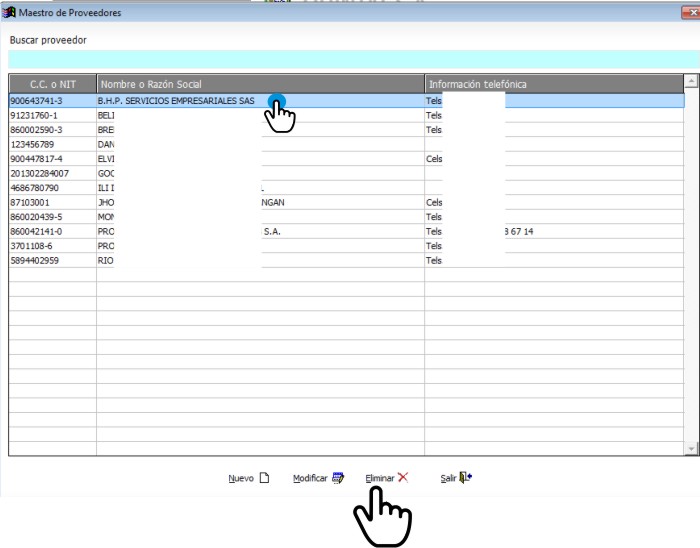 Maestro de Proveedores
Buscar proveedor
C.C. o NIT Nombre o Razón Social Información telefónica
900643741-3 B.H.P. SERVICIOS EMPRESARIALES SAS Tels
91231760-1 BELI Tels
860002590-3 BRE Tels
123456789 DAN
900447817-4 ELVI Cels
201302284007 GOO
4686780790 ILI
87103001 JHO NGAN Cels
860020439-5 MON Tels
860042141-0 PRO S.A. Tels 3 67 14
3701108-6 PRO Tels
5894402959 RIO Tels
Nuevo Modificar Eliminar Salir